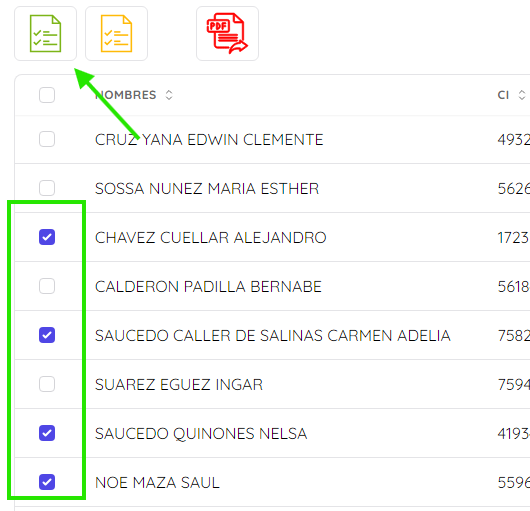 PDF
NOMBRES CI
CRUZ YANA EDWIN CLEMENTE 4932
SOSSA NUNEZ MARIA ESTHER 5626
CHAVEZ CUELLAR ALEJANDRO 1723
CALDERON PADILLA BERNABE 5618
SAUCEDO CALLER DE SALINAS CARMEN ADELIA 7582
SUAREZ EGUEZ INGAR 7594
SAUCEDO QUINONES NELSA 4193
NOE MAZA SAUL 5596